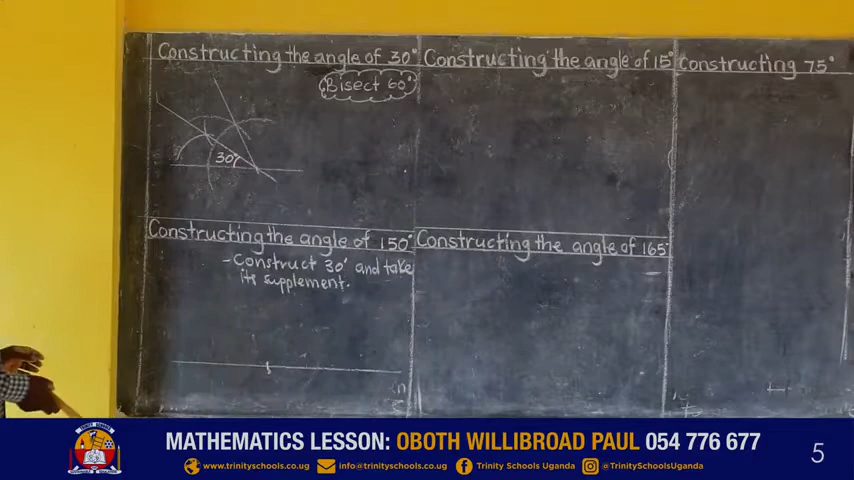 Constructing the angle of 30°
Bisect 60°
30°
Constructing the angle of 15°
Constructing 75°
Constructing the angle of 150°
- Construct 30° and take
its supplement.
Constructing the angle of 165°
TRINITY SCHOOLS
MATHEMATICS LESSON: OBOTH WILLIBROAD PAUL 054 776 677
www.trinityschools.co.ug info@trinityschools.co.ug Trinity Schools Uganda @TrinitySchoolsUganda
5